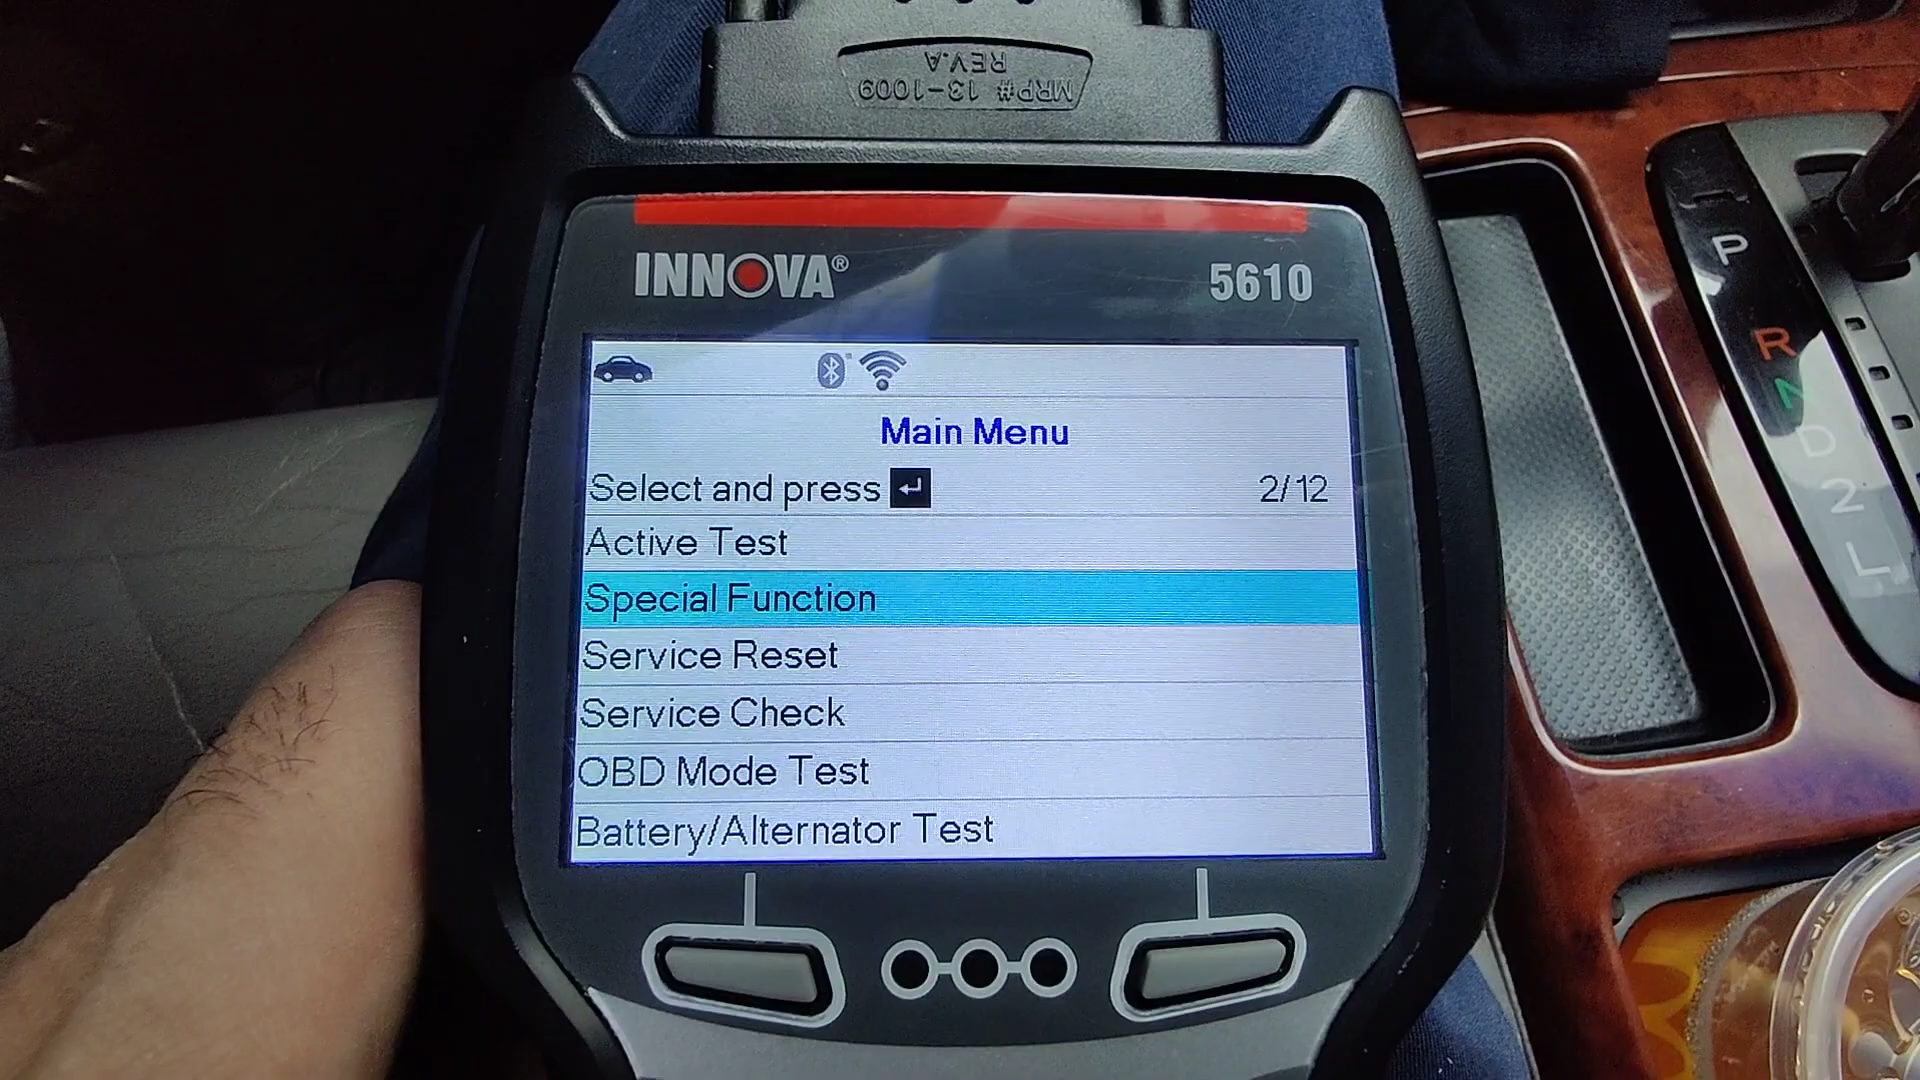 MRP# 13-1009
REV.A
INNOVA®
5610
Main Menu
Select and press
2/12
Active Test
Special Function
Service Reset
Service Check
OBD Mode Test
Battery/Alternator Test
P
R
N
D
2
L